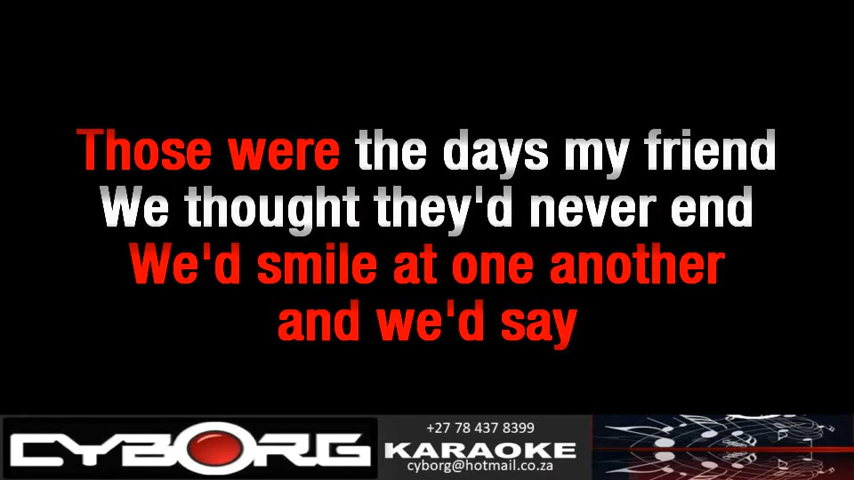 Those were the days my friend
We thought they'd never end
We'd smile at one another
and we'd say
CYBORG
+27 78 437 8399
KARAOKE
cyborg@hotmail.co.za